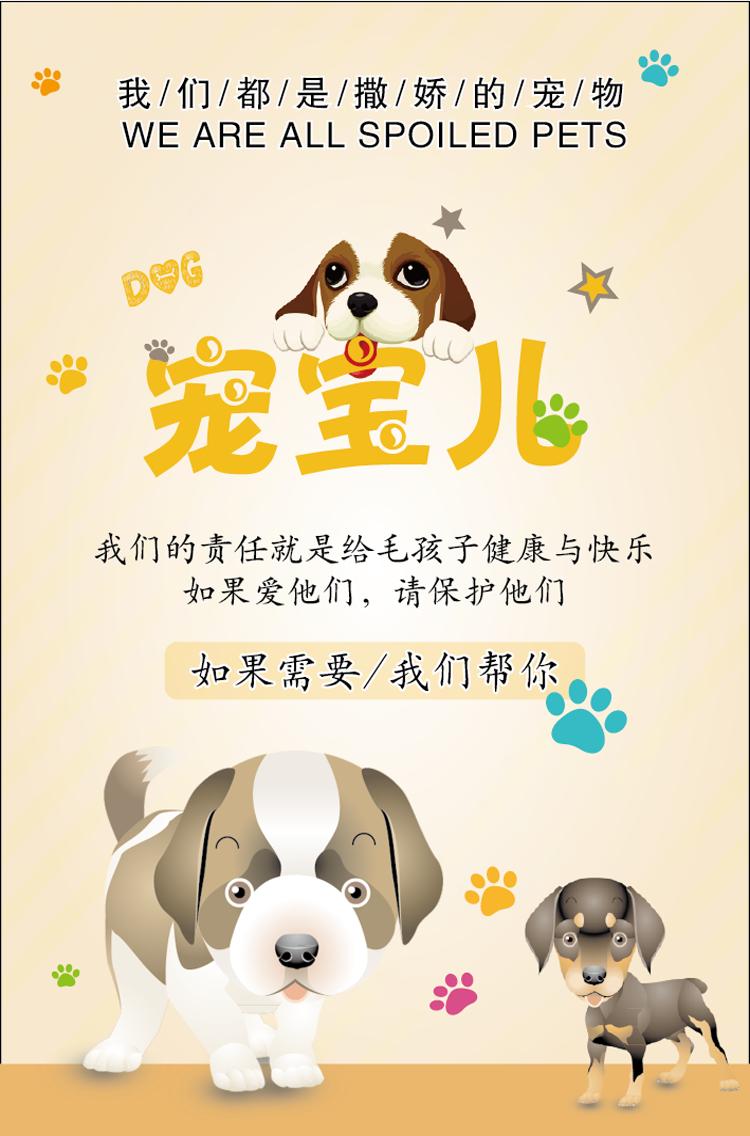 我/们/都/是/撒/娇/的/宠/物
WE ARE ALL SPOILED PETS
DOG
宠宝儿
我们的责任就是给毛孩子健康与快乐
如果爱他们，请保护他们
如果需要/我们帮你